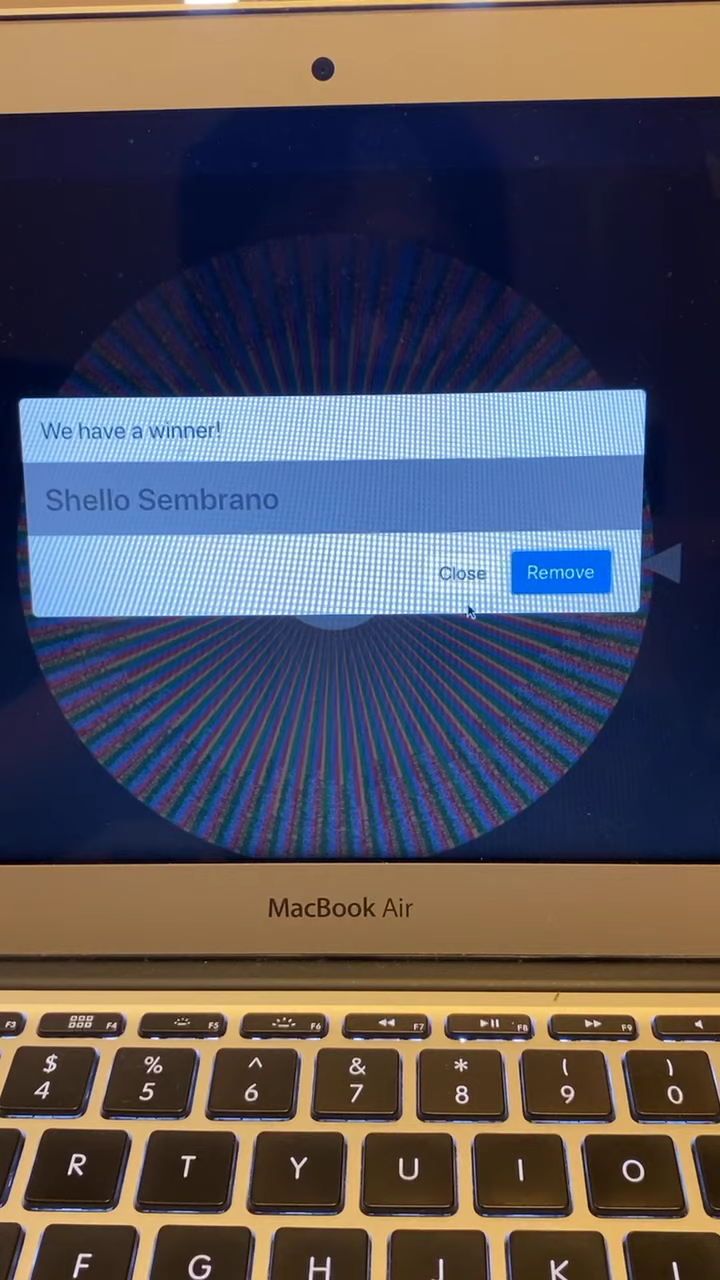 We have a winner!
Shello Sembrano
Close Remove
MacBook Air
F3 F4 F5 F6 F7 F8 F9
$ % ^ & * ( )
4 5 6 7 8 9 0
R T Y U I O
F G H J K L